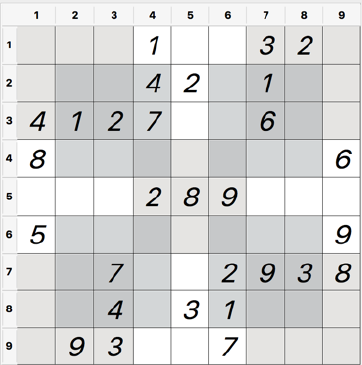 1 2 3 4 5 6 7 8 9
1 1 3 2
2 4 2 1
3 4 1 2 7 6
4 8 6
5 2 8 9
6 5 9
7 7 2 9 3 8
8 4 3 1
9 9 3 7